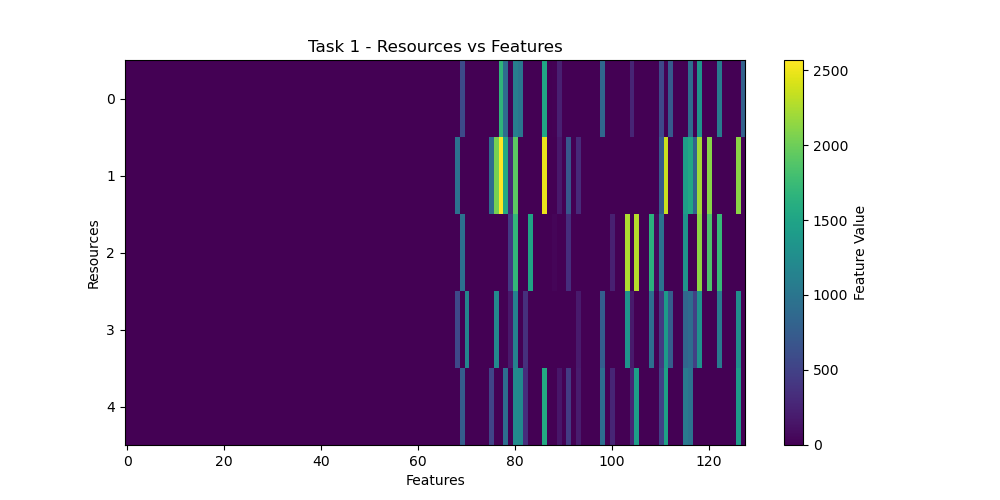 Task 1 - Resources vs Features
Resources
0
1
2
3
4
0 20 40 60 80 100 120
Features
2500
2000
1500
1000
500
0
Feature Value